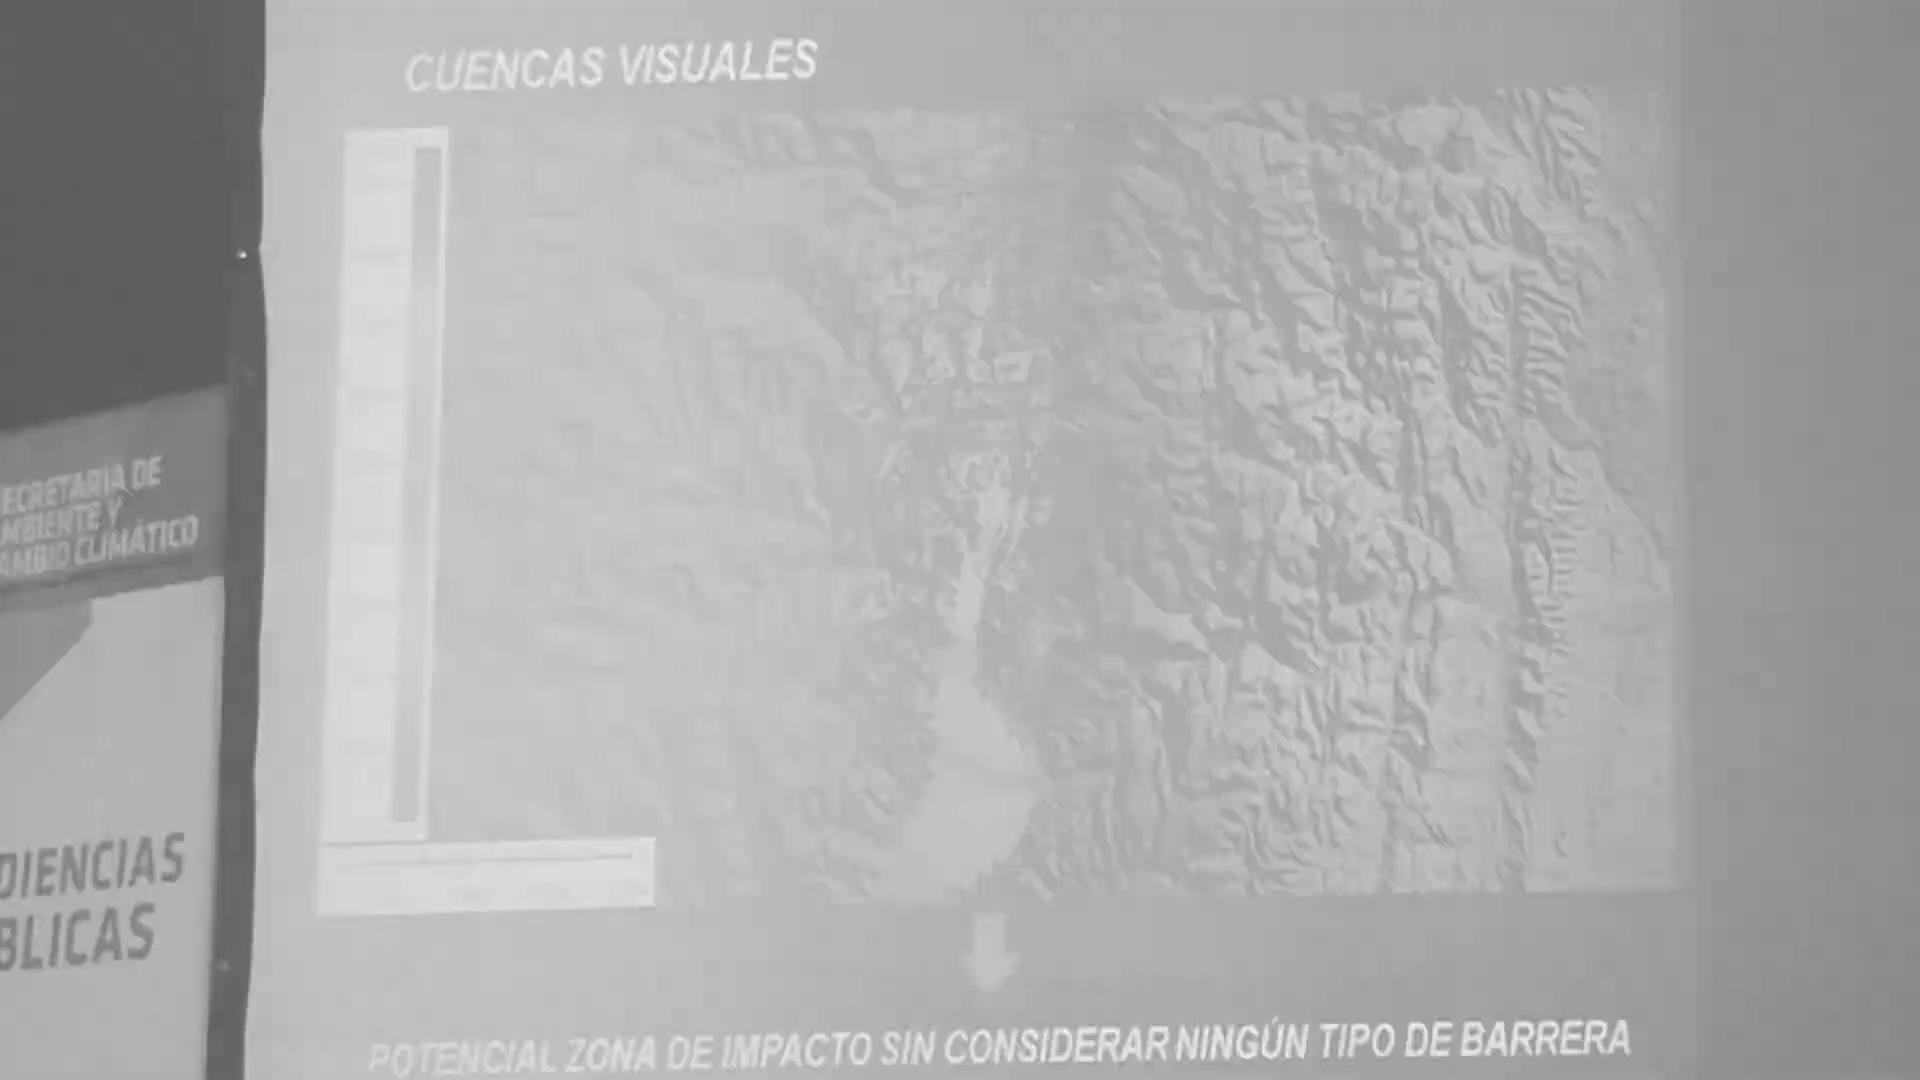 CUENCAS VISUALES
ECRETARIA DE
MBIENTE Y
AMBIO CLIMÁTICO
DIENCIAS
BLICAS
POTENCIAL ZONA DE IMPACTO SIN CONSIDERAR NINGÚN TIPO DE BARRERA